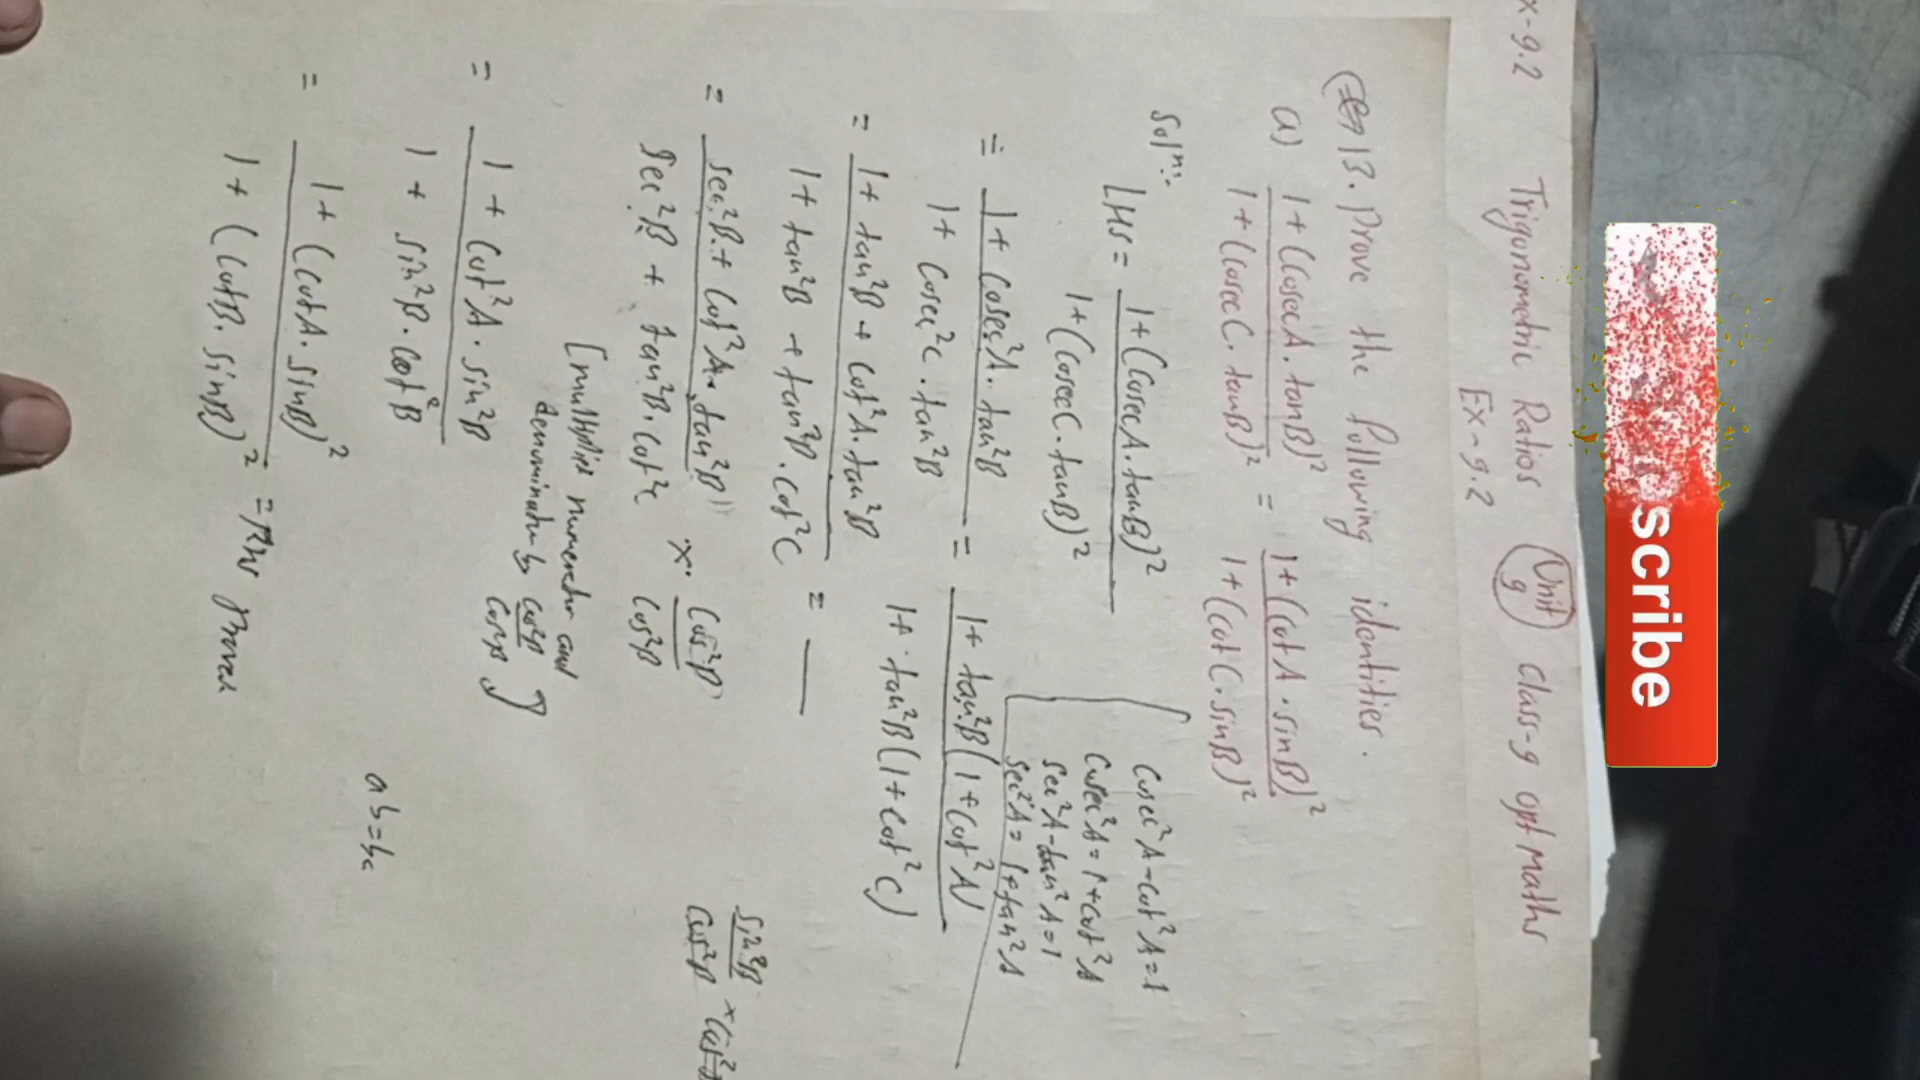 x-9.2 Trigonometric Ratios Unit 9 class-9 opt maths
Ex-9.2
13. Prove the following identities.
a) 1+(CosecA.tanB)² / 1+(CosecC.tanB)² = 1+(CotA.sinB)² / 1+(CotC.sinB)²
Solⁿ:
LHS = 1+(CosecA.tanB)² / 1+(CosecC.tanB)²
Cosec²A-Cot²A=1
Cosec²A=1+Cot²A
Sec²A-tan²A=1
Sec²A=1+tan²A
= 1+Cosec²A.tan²B / 1+Cosec²C.tan²B = 1+tan²B(1+Cot²A) / 1+tan²B(1+Cot²C)
= 1+tan²B+Cot²A.tan²B / 1+tan²B+tan²B.Cot²C =
= Sec²B+Cot²A.tan²B / Sec²B+tan²B.Cot²C × Cos²B / Cos²B
Sin²B / Cos²B × Cos²
[multiplied numerator and
denominator by Cos²B / Cos²B]
= 1+Cot²A.sin²B / 1+sin²B.Cot²B
ab=bc
= 1+(CotA.sinB)² / 1+(CotB.sinB)² = RHS proved
scribe